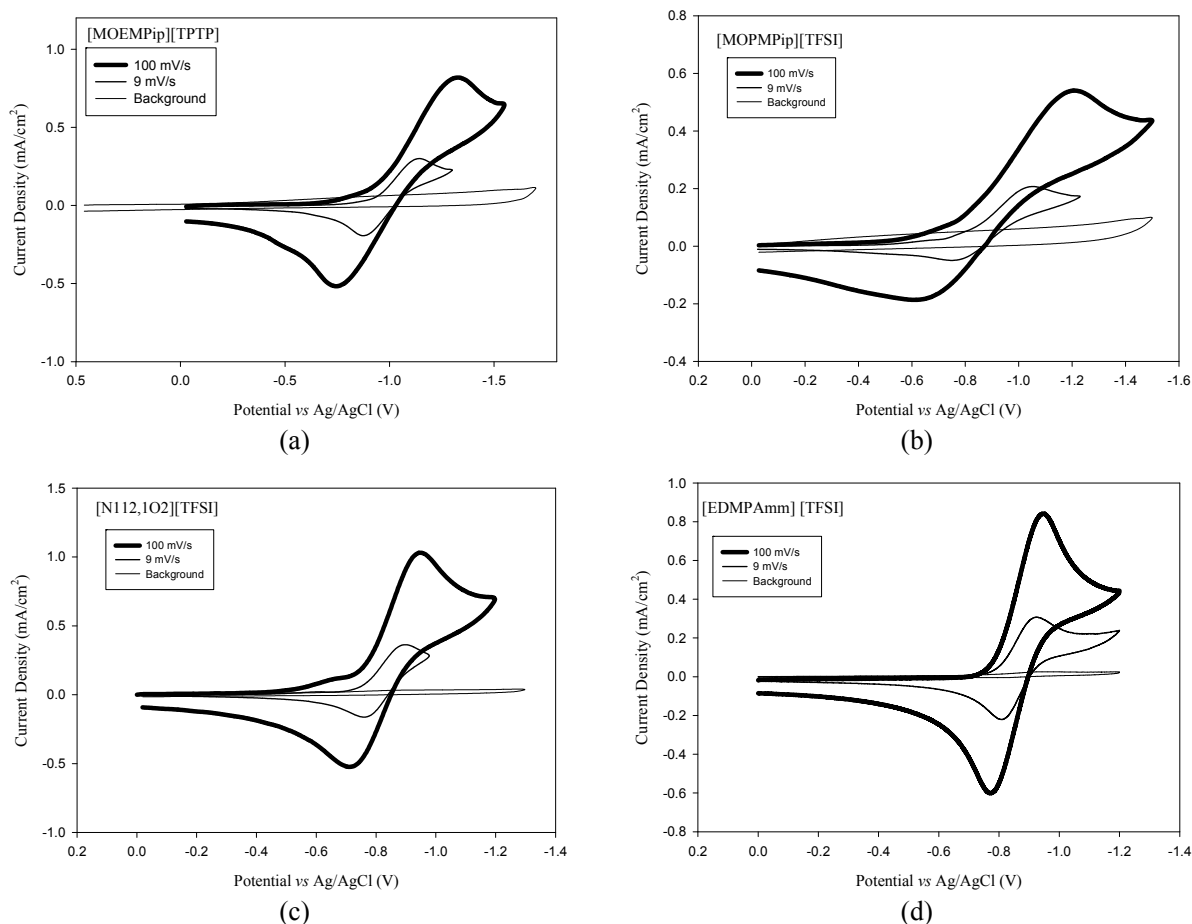 [MOEMPip][TPTP]
100 mV/s
9 mV/s
Background
Current Density (mA/cm²)
1.0
0.5
0.0
-0.5
-1.0
0.5 0.0 -0.5 -1.0 -1.5
Potential vs Ag/AgCl (V)
(a)
[MOPMPip][TFSI]
100 mV/s
9 mV/s
Background
Current Density (mA/cm²)
0.8
0.6
0.4
0.2
0.0
-0.2
-0.4
0.2 0.0 -0.2 -0.4 -0.6 -0.8 -1.0 -1.2 -1.4 -1.6
Potential vs Ag/AgCl (V)
(b)
[N112,1O2][TFSI]
100 mV/s
9 mV/s
Background
Current Density (mA/cm²)
1.5
1.0
0.5
0.0
-0.5
-1.0
0.2 0.0 -0.2 -0.4 -0.6 -0.8 -1.0 -1.2 -1.4
Potential vs Ag/AgCl (V)
(c)
[EDMPAmm] [TFSI]
100 mV/s
9 mV/s
Background
Current Density (mA/cm²)
1.0
0.8
0.6
0.4
0.2
0.0
-0.2
-0.4
-0.6
-0.8
0.2 0.0 -0.2 -0.4 -0.6 -0.8 -1.0 -1.2 -1.4
Potential vs Ag/AgCl (V)
(d)